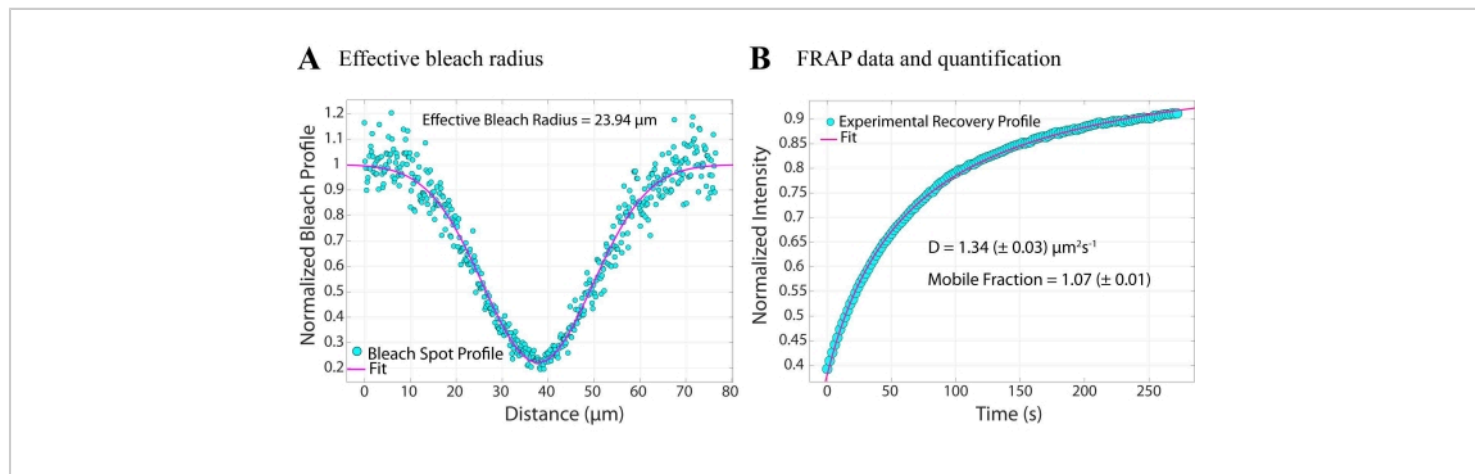 A Effective bleach radius
Normalized Bleach Profile
1.2
1.1
1
0.9
0.8
0.7
0.6
0.5
0.4
0.3
0.2
Effective Bleach Radius = 23.94 µm
Bleach Spot Profile
Fit
0 10 20 30 40 50 60 70 80
Distance (µm)
B FRAP data and quantification
Normalized Intensity
0.9
0.85
0.8
0.75
0.7
0.65
0.6
0.55
0.5
0.45
0.4
Experimental Recovery Profile
Fit
D = 1.34 (± 0.03) µm²s⁻¹
Mobile Fraction = 1.07 (± 0.01)
0 50 100 150 200 250
Time (s)